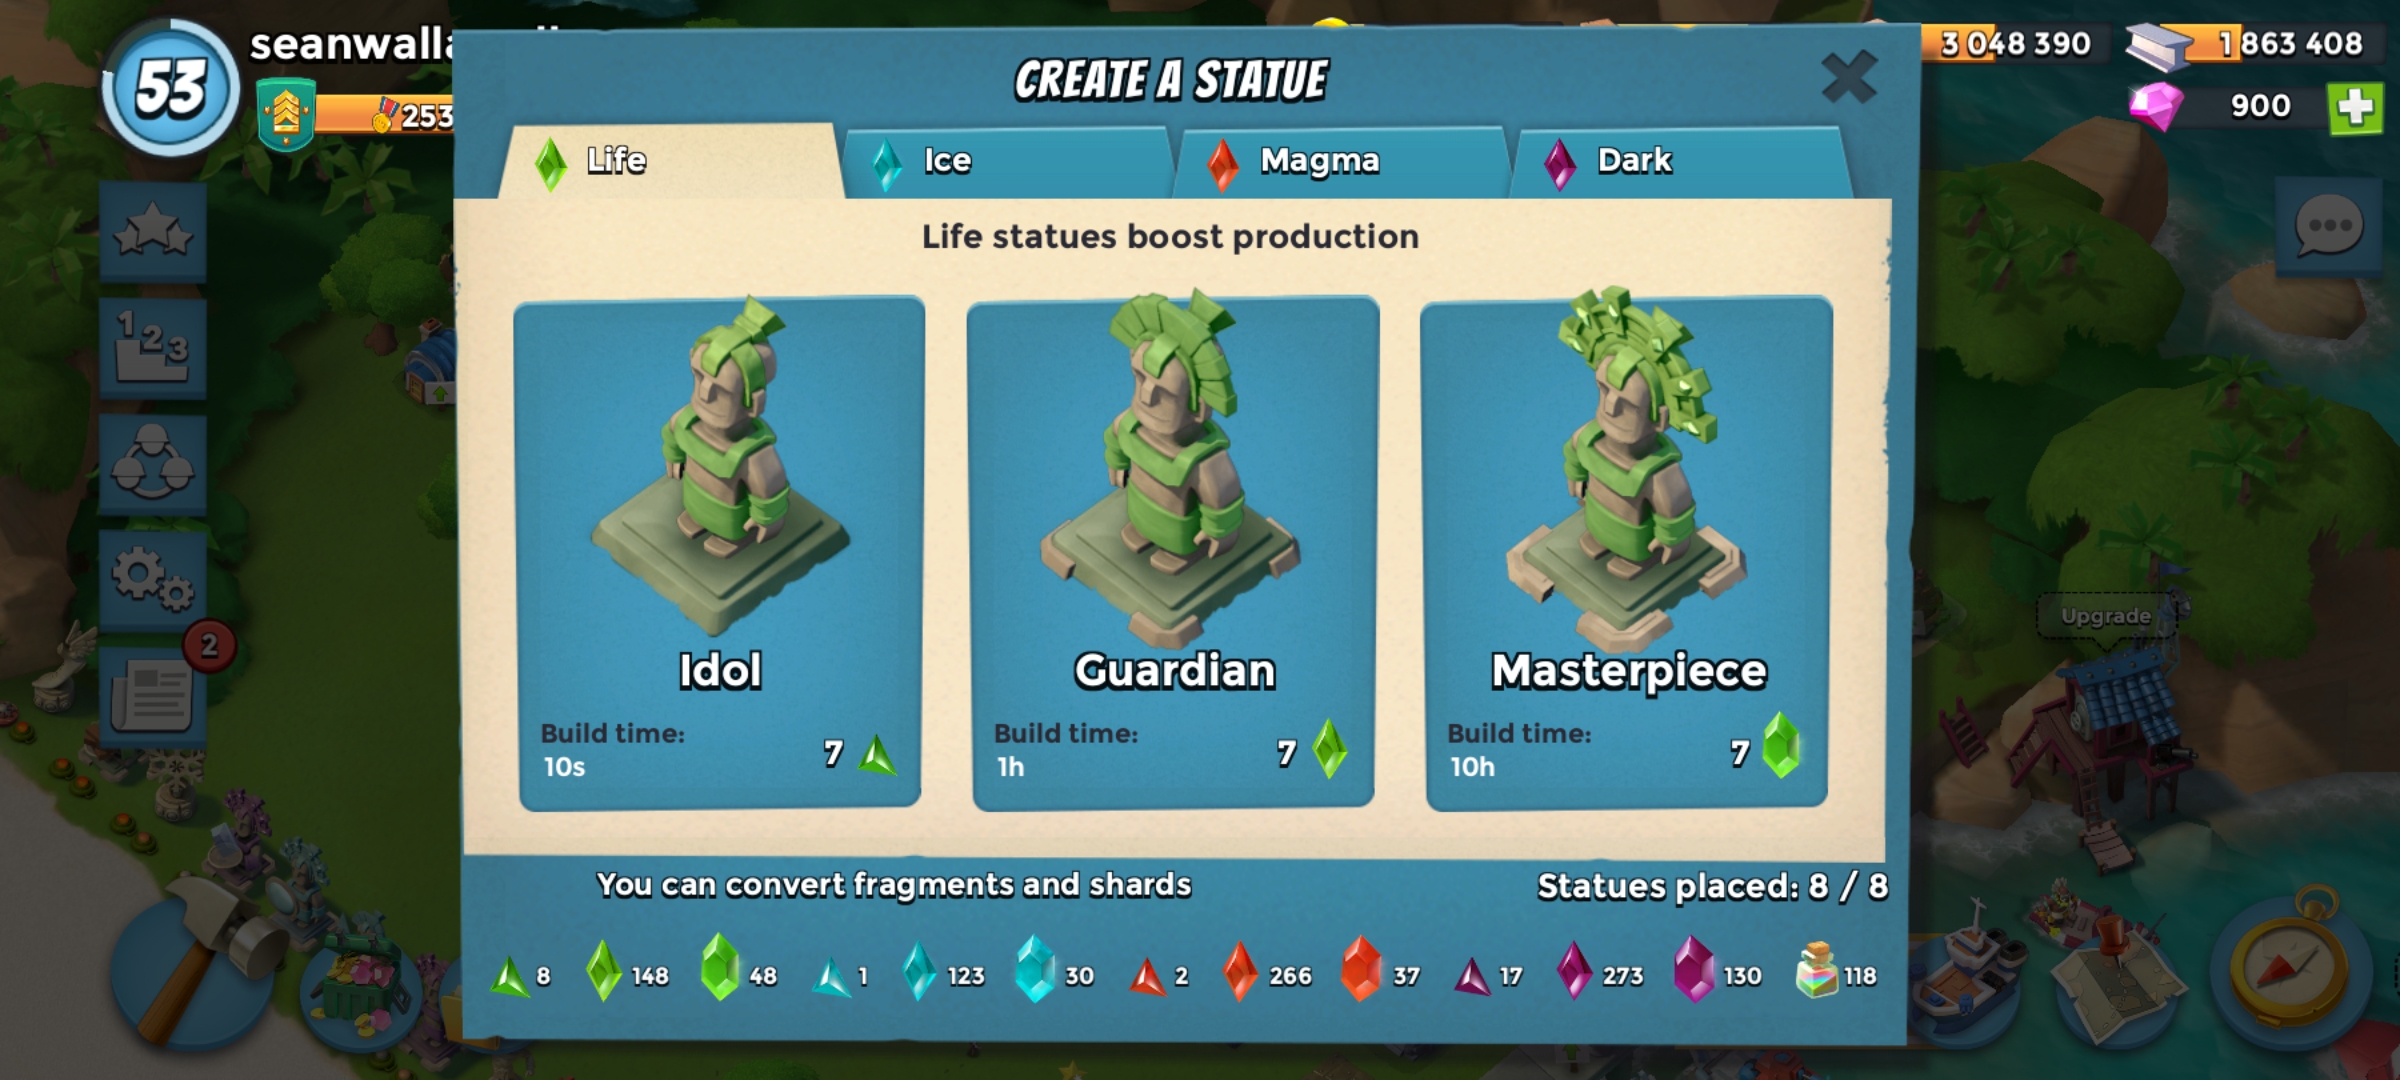 53
253
3 048 390
1 863 408
900
CREATE A STATUE
Life
Ice
Magma
Dark
Life statues boost production
1 2 3
2
Idol
Build time:
10s
7
Guardian
Build time:
1h
7
Masterpiece
Build time:
10h
7
Upgrade
You can convert fragments and shards
Statues placed: 8 / 8
8 148 48 1 123 30 2 266 37 17 273 130 118